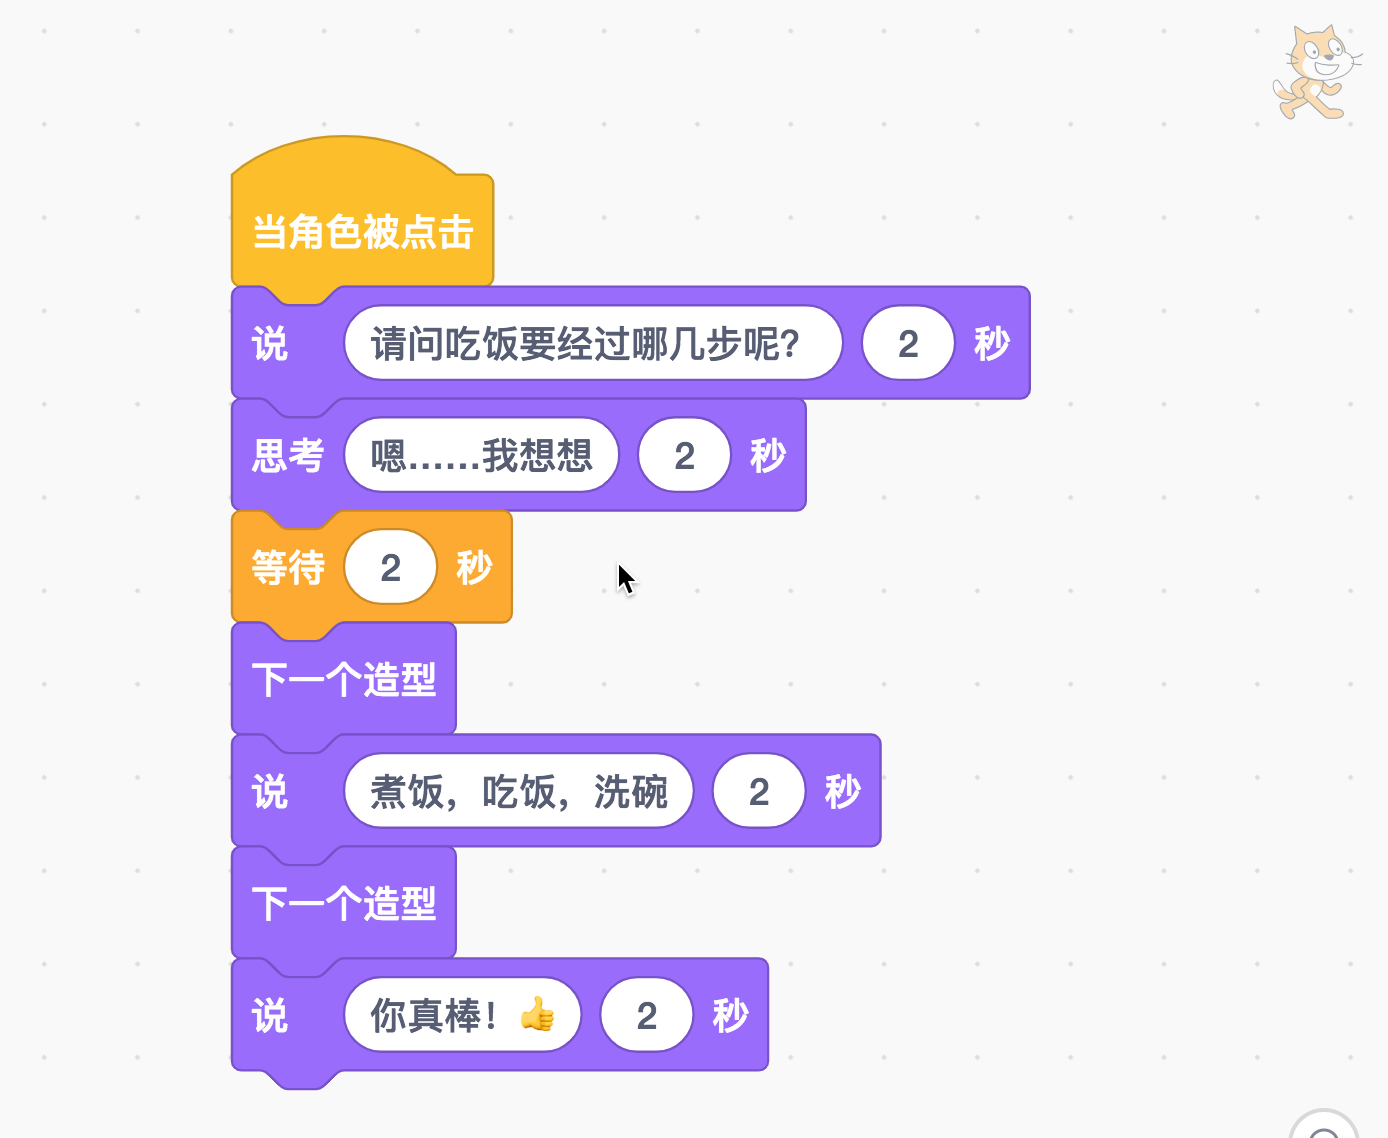 当角色被点击
说 请问吃饭要经过哪几步呢? 2 秒
思考 嗯……我想想 2 秒
等待 2 秒
下一个造型
说 煮饭，吃饭，洗碗 2 秒
下一个造型
说 你真棒！👍 2 秒